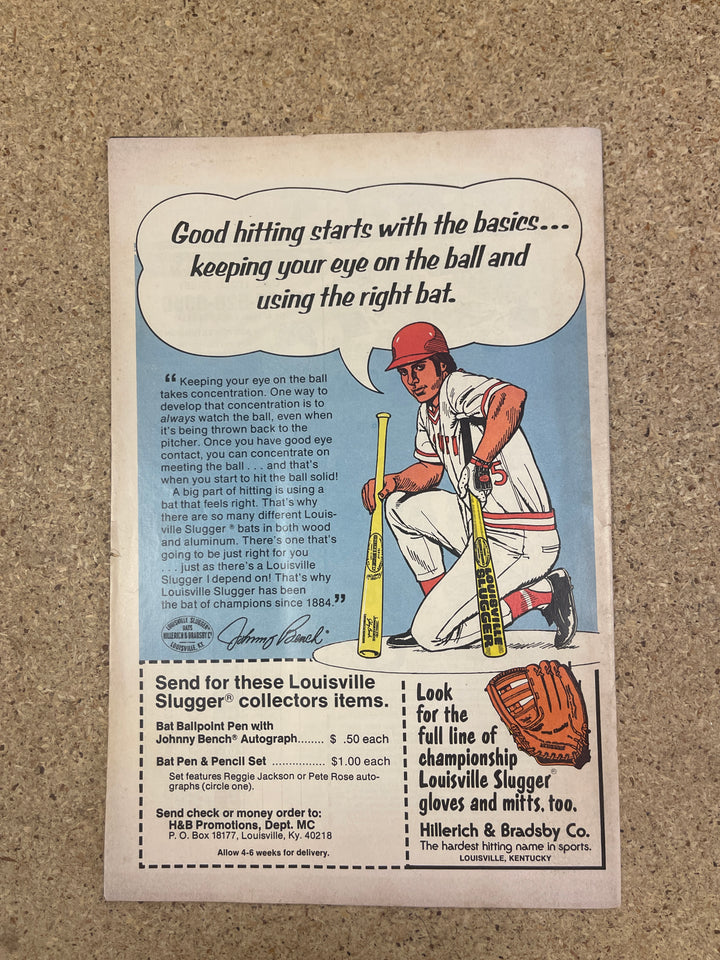 Good hitting starts with the basics...
keeping your eye on the ball and
using the right bat.
“Keeping your eye on the ball
takes concentration. One way to
develop that concentration is to
always watch the ball, even when
it's being thrown back to the
pitcher. Once you have good eye
contact, you can concentrate on
meeting the ball . . . and that's
when you start to hit the ball solid!
A big part of hitting is using a
bat that feels right. That's why
there are so many different Louis-
ville Slugger® bats in both wood
and aluminum. There's one that's
going to be just right for you
. . . just as there's a Louisville
Slugger I depend on! That's why
Louisville Slugger has been
the bat of champions since 1884.”
LOUISVILLE SLUGGER
BATS
HILLERICH & BRADSBY Co
LOUISVILLE, KY.
Johnny Bench
5
LOUISVILLE
SLUGGER
Send for these Louisville
Slugger® collectors items.
Bat Ballpoint Pen with
Johnny Bench® Autograph........ $ .50 each
Bat Pen & Pencil Set ................ $1.00 each
Set features Reggie Jackson or Pete Rose auto-
graphs (circle one).
Send check or money order to:
H&B Promotions, Dept. MC
P. O. Box 18177, Louisville, Ky. 40218
Allow 4-6 weeks for delivery.
Look
for the
full line of
championship
Louisville Slugger®
gloves and mitts, too.
Hillerich & Bradsby Co.
The hardest hitting name in sports.
LOUISVILLE, KENTUCKY